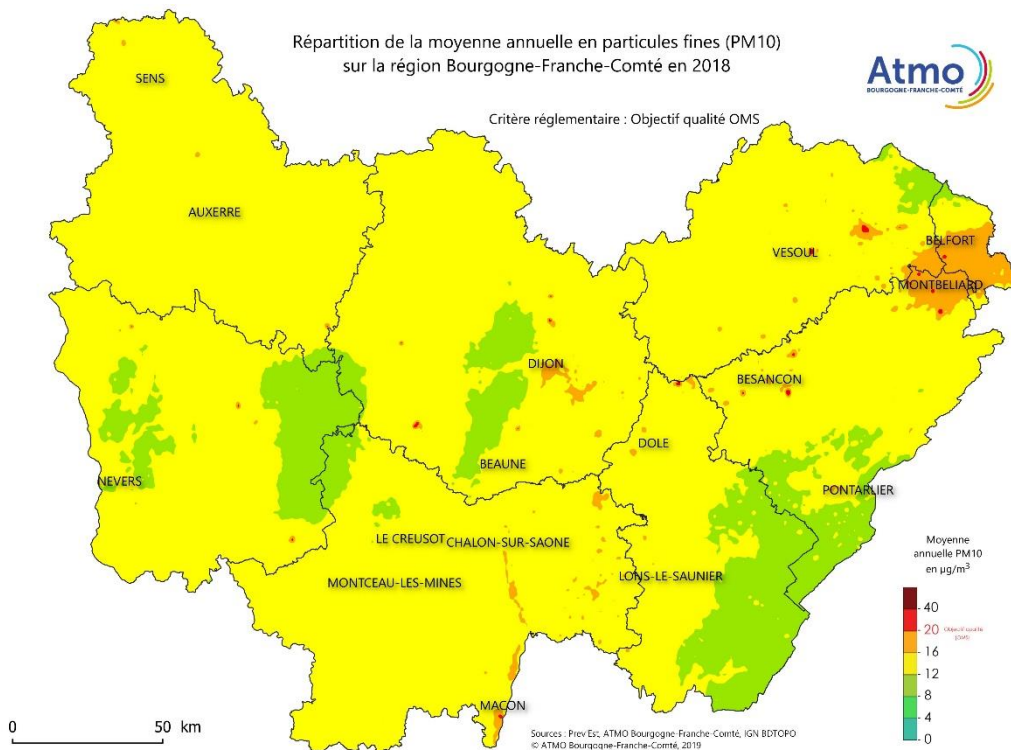 Répartition de la moyenne annuelle en particules fines (PM10)
sur la région Bourgogne-Franche-Comté en 2018
Atmo
BOURGOGNE-FRANCHE-COMTÉ
Critère réglementaire : Objectif qualité OMS
SENS
AUXERRE
VESOUL
BELFORT
MONTBELIARD
DIJON
BESANCON
DOLE
BEAUNE
NEVERS
PONTARLIER
LE CREUSOT
CHALON-SUR-SAONE
MONTCEAU-LES-MINES
LONS-LE-SAUNIER
MACON
Moyenne
annuelle PM10
en µg/m³
40
20 Objectif qualité
(OMS)
16
12
8
4
0
0 50 km
Sources : Prev'Est, ATMO Bourgogne-Franche-Comté, IGN BDTOPO
© ATMO Bourgogne-Franche-Comté, 2019